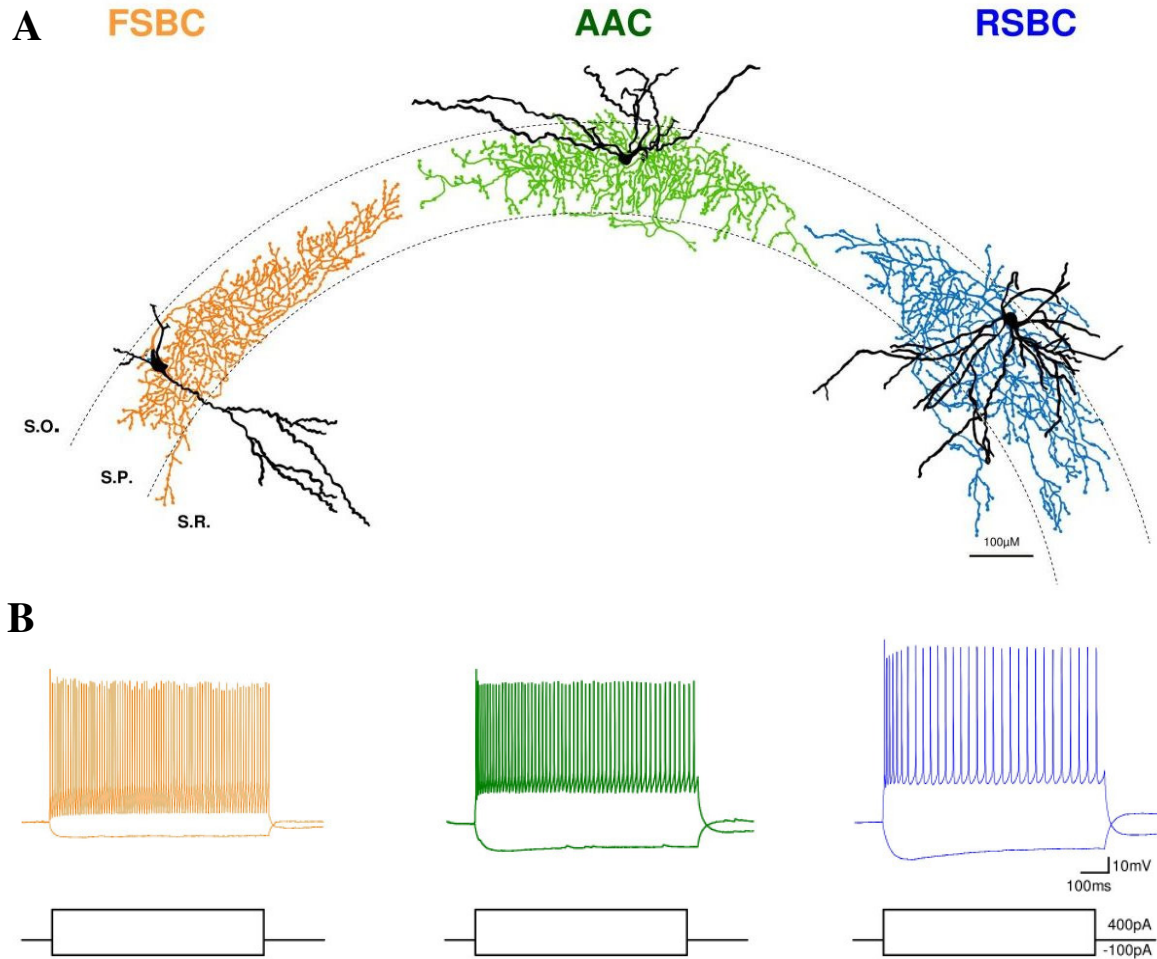 A FSBC AAC RSBC
S.O.
S.P.
S.R.
100µM
B
10mV
100ms
400pA
-100pA